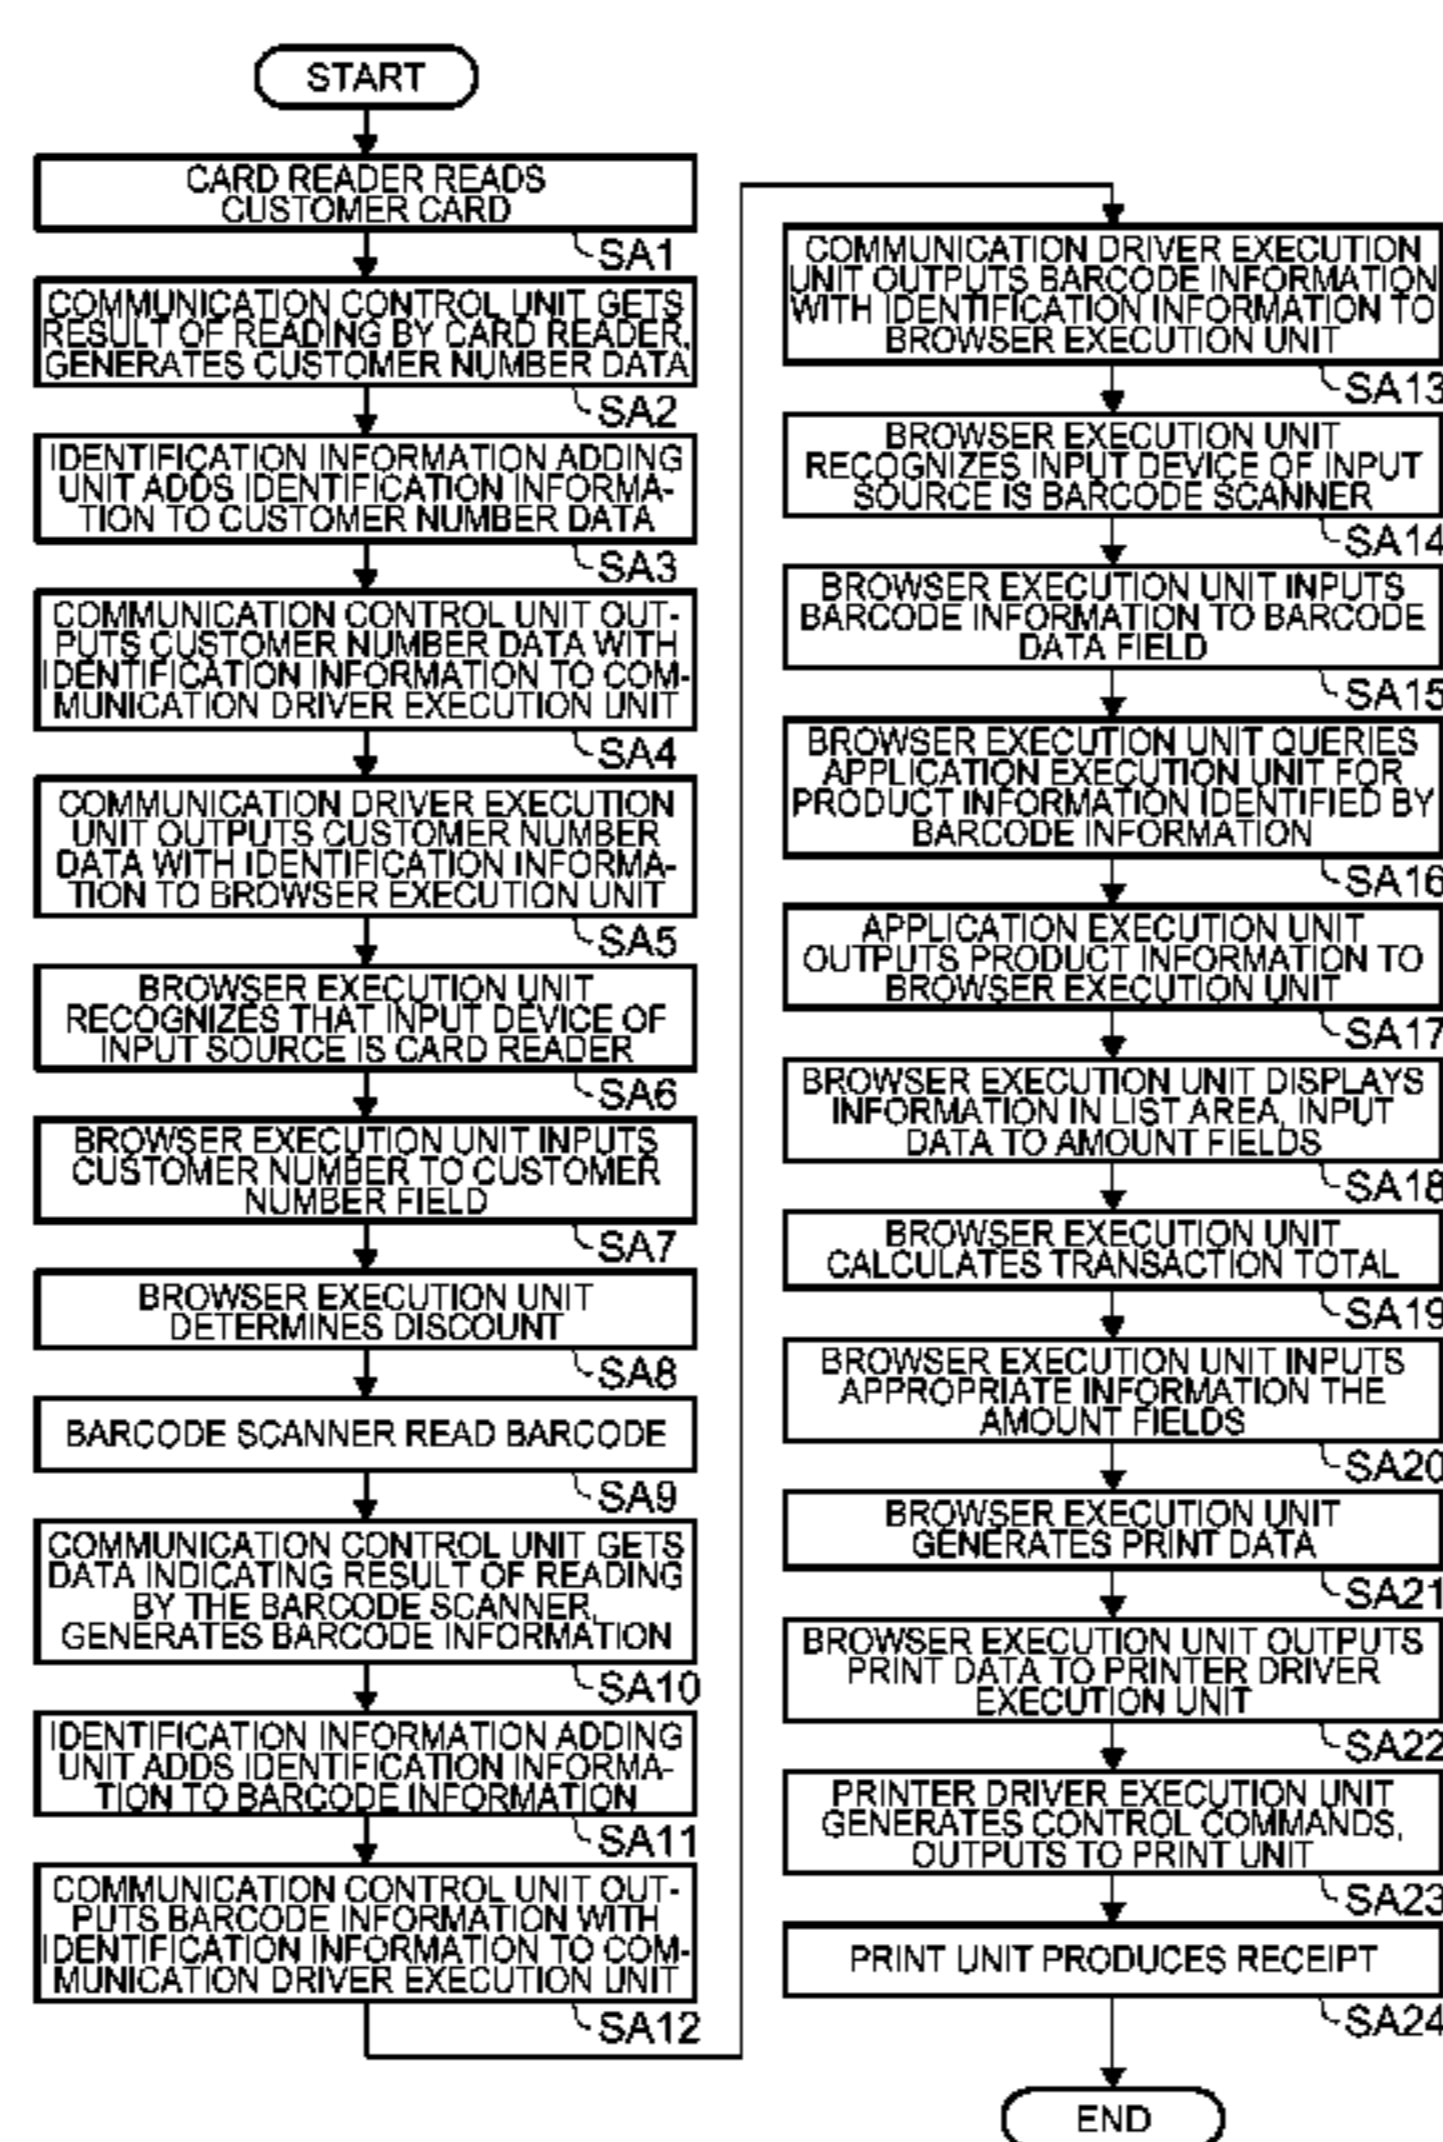 START
CARD READER READS
CUSTOMER CARD
SA1
COMMUNICATION CONTROL UNIT GETS
RESULT OF READING BY CARD READER,
GENERATES CUSTOMER NUMBER DATA
SA2
IDENTIFICATION INFORMATION ADDING
UNIT ADDS IDENTIFICATION INFORMA-
TION TO CUSTOMER NUMBER DATA
SA3
COMMUNICATION CONTROL UNIT OUT-
PUTS CUSTOMER NUMBER DATA WITH
IDENTIFICATION INFORMATION TO COM-
MUNICATION DRIVER EXECUTION UNIT
SA4
COMMUNICATION DRIVER EXECUTION
UNIT OUTPUTS CUSTOMER NUMBER
DATA WITH IDENTIFICATION INFORMA-
TION TO BROWSER EXECUTION UNIT
SA5
BROWSER EXECUTION UNIT
RECOGNIZES THAT INPUT DEVICE OF
INPUT SOURCE IS CARD READER
SA6
BROWSER EXECUTION UNIT INPUTS
CUSTOMER NUMBER TO CUSTOMER
NUMBER FIELD
SA7
BROWSER EXECUTION UNIT
DETERMINES DISCOUNT
SA8
BARCODE SCANNER READ BARCODE
SA9
COMMUNICATION CONTROL UNIT GETS
DATA INDICATING RESULT OF READING
BY THE BARCODE SCANNER,
GENERATES BARCODE INFORMATION
SA10
IDENTIFICATION INFORMATION ADDING
UNIT ADDS IDENTIFICATION INFORMA-
TION TO BARCODE INFORMATION
SA11
COMMUNICATION CONTROL UNIT OUT-
PUTS BARCODE INFORMATION WITH
IDENTIFICATION INFORMATION TO COM-
MUNICATION DRIVER EXECUTION UNIT
SA12
COMMUNICATION DRIVER EXECUTION
UNIT OUTPUTS BARCODE INFORMATION
WITH IDENTIFICATION INFORMATION TO
BROWSER EXECUTION UNIT
SA13
BROWSER EXECUTION UNIT
RECOGNIZES INPUT DEVICE OF INPUT
SOURCE IS BARCODE SCANNER
SA14
BROWSER EXECUTION UNIT INPUTS
BARCODE INFORMATION TO BARCODE
DATA FIELD
SA15
BROWSER EXECUTION UNIT QUERIES
APPLICATION EXECUTION UNIT FOR
PRODUCT INFORMATION IDENTIFIED BY
BARCODE INFORMATION
SA16
APPLICATION EXECUTION UNIT
OUTPUTS PRODUCT INFORMATION TO
BROWSER EXECUTION UNIT
SA17
BROWSER EXECUTION UNIT DISPLAYS
INFORMATION IN LIST AREA, INPUT
DATA TO AMOUNT FIELDS
SA18
BROWSER EXECUTION UNIT
CALCULATES TRANSACTION TOTAL
SA19
BROWSER EXECUTION UNIT INPUTS
APPROPRIATE INFORMATION THE
AMOUNT FIELDS
SA20
BROWSER EXECUTION UNIT
GENERATES PRINT DATA
SA21
BROWSER EXECUTION UNIT OUTPUTS
PRINT DATA TO PRINTER DRIVER
EXECUTION UNIT
SA22
PRINTER DRIVER EXECUTION UNIT
GENERATES CONTROL COMMANDS,
OUTPUTS TO PRINT UNIT
SA23
PRINT UNIT PRODUCES RECEIPT
SA24
END